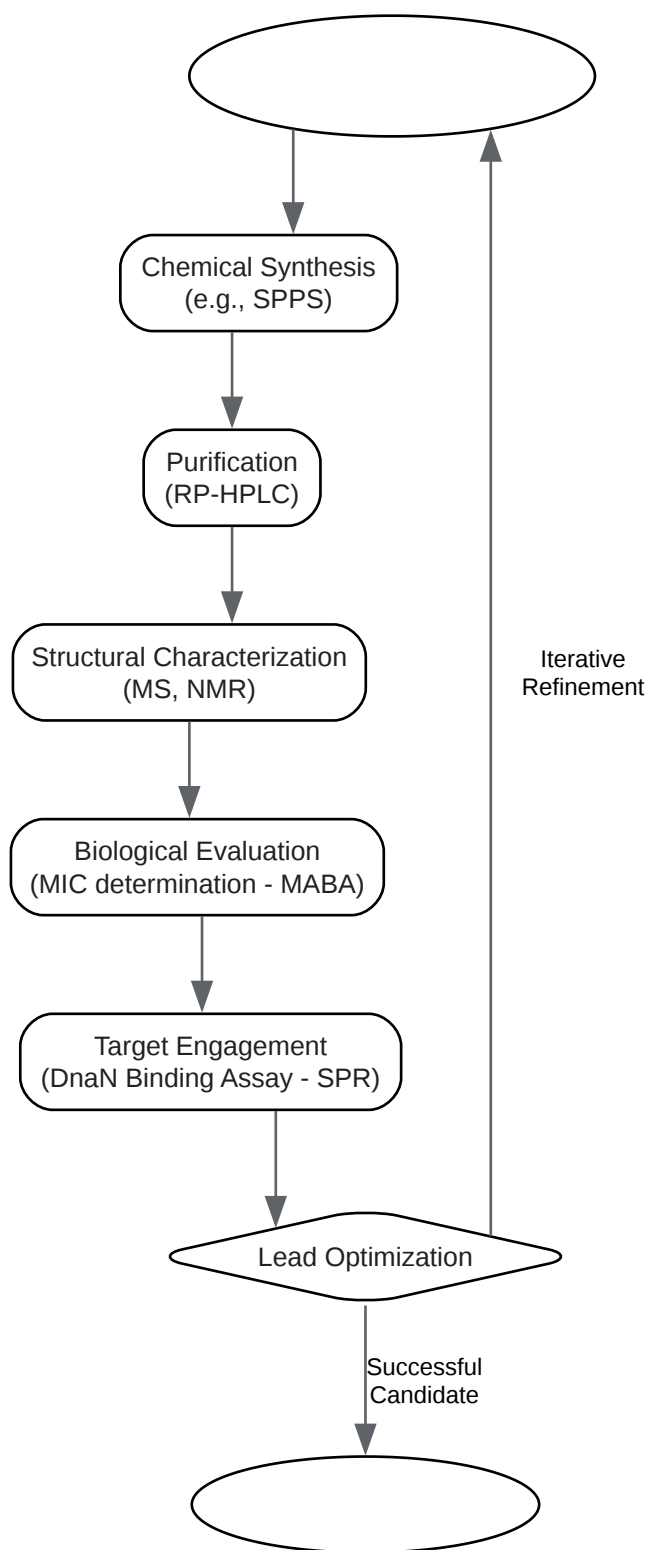 Chemical Synthesis
(e.g., SPPS)
Purification
(RP-HPLC)
Structural Characterization
(MS, NMR)
Iterative
Refinement
Biological Evaluation
(MIC determination - MABA)
Target Engagement
(DnaN Binding Assay - SPR)
Lead Optimization
Successful
Candidate